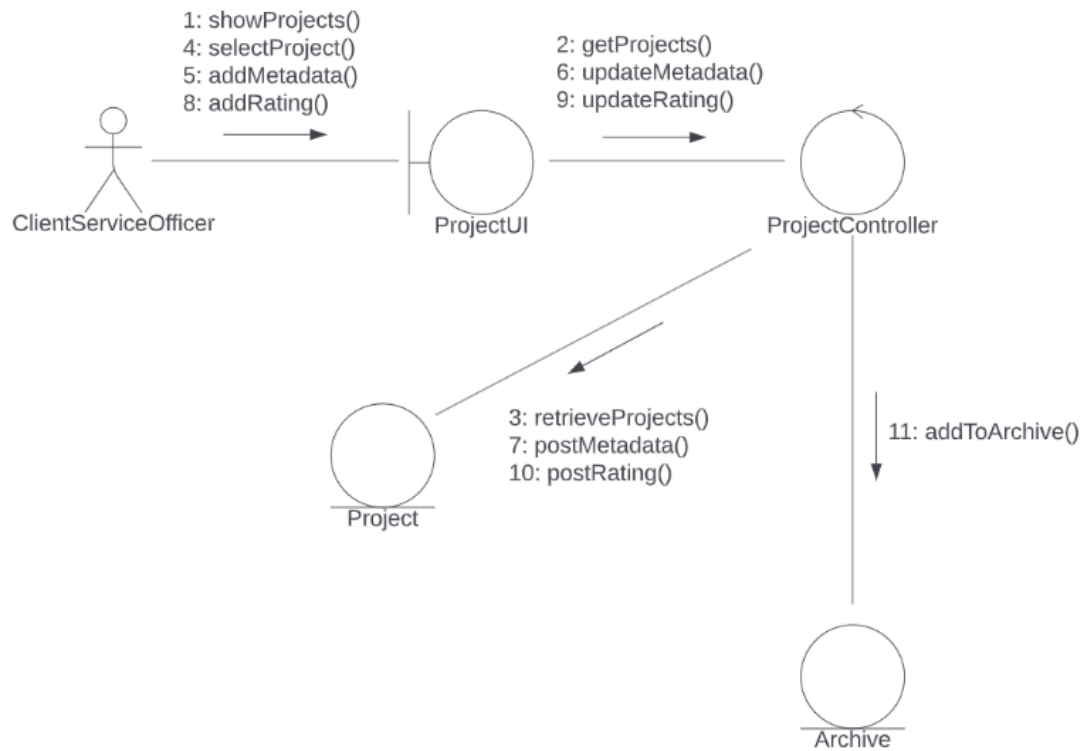 1: showProjects()
4: selectProject()
5: addMetadata()
8: addRating()
2: getProjects()
6: updateMetadata()
9: updateRating()
ClientServiceOfficer
ProjectUI
ProjectController
3: retrieveProjects()
7: postMetadata()
10: postRating()
11: addToArchive()
Project
Archive